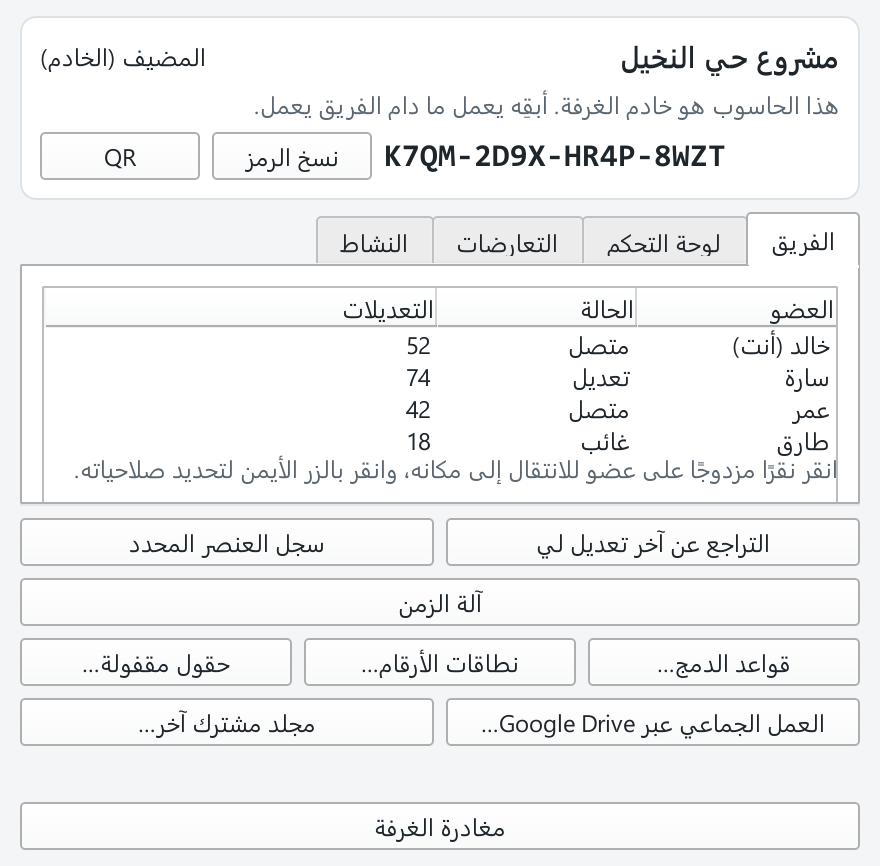 مشروع حي النخيل
المضيف (الخادم)
هذا الحاسوب هو خادم الغرفة. أبقِه يعمل ما دام الفريق يعمل.
K7QM-2D9X-HR4P-8WZT
نسخ الرمز
QR
الفريق
لوحة التحكم
التعارضات
النشاط
العضو الحالة التعديلات
خالد (أنت) متصل 52
سارة تعديل 74
عمر متصل 42
طارق غائب 18
انقر نقرًا مزدوجًا على عضو للانتقال إلى مكانه، وانقر بالزر الأيمن لتحديد صلاحياته.
التراجع عن آخر تعديل لي
سجل العنصر المحدد
آلة الزمن
قواعد الدمج...
نطاقات الأرقام...
حقول مقفولة...
العمل الجماعي عبر Google Drive...
مجلد مشترك آخر...
مغادرة الغرفة